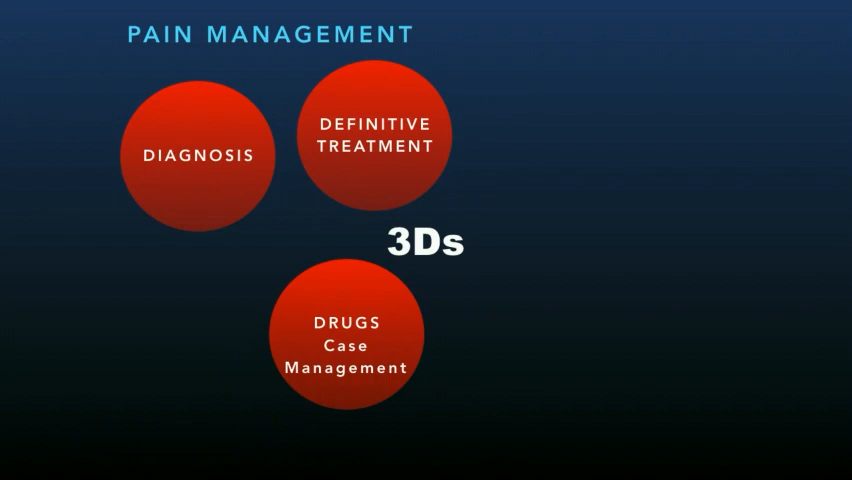 PAIN MANAGEMENT
DIAGNOSIS
DEFINITIVE
TREATMENT
3Ds
DRUGS
Case
Management